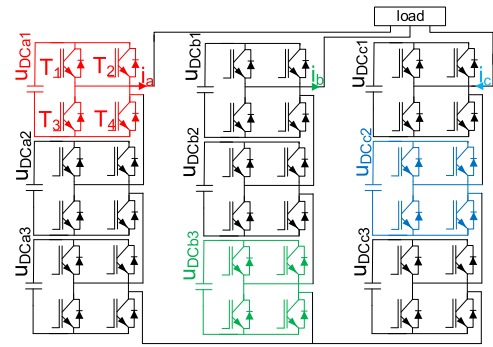 load
uDCa1
T1
T2
T3
T4
ia
uDCb1
ib
uDCc1
ic
uDCa2
uDCb2
uDCc2
uDCa3
uDCb3
uDCc3